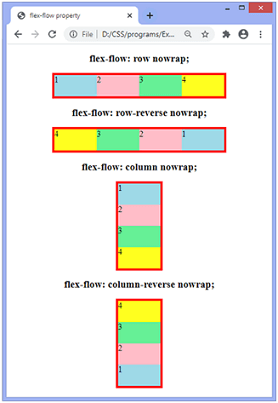 flex-flow property
File | D:/CSS/programs/Ex...
flex-flow: row nowrap;
1 2 3 4
flex-flow: row-reverse nowrap;
4 3 2 1
flex-flow: column nowrap;
1
2
3
4
flex-flow: column-reverse nowrap;
4
3
2
1